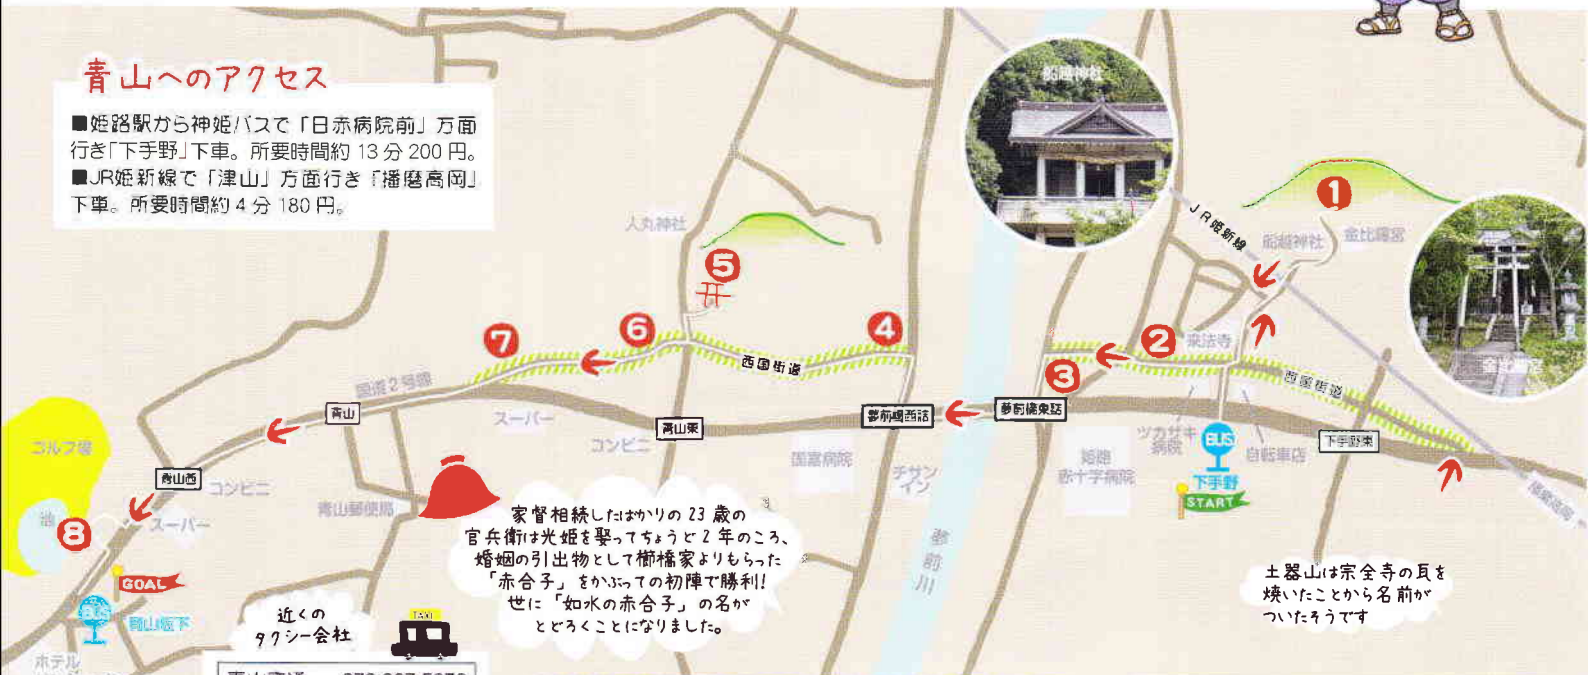 青山へのアクセス
■姫路駅から神姫バスで「日赤病院前」方面
行き「下手野」下車。所要時間約 13 分 200 円。
■JR姫新線で「津山」方面行き「播磨高岡」
下車。所要時間約 4 分 180 円。
船越神社
1
JR姫新線
船越神社
金比羅宮
人丸神社
5
7
6
4
2
3
乗法寺
西国街道
西国街道
国道2号線
青山
スーパー
コンビニ
青山東
国富病院
夢前橋西詰
チサン
イン
夢前橋東詰
姫路
赤十字病院
ツカザキ
病院
BUS
下手野
START
自転車店
下手野東
播磨高岡
夢前川
ゴルフ場
池
8
青山西
コンビニ
スーパー
青山郵便局
GOAL
BUS
青山坂下
ホテル
家督相続したばかりの 23 歳の
官兵衛は光姫を娶ってちょうど 2 年のころ、
婚姻の引出物として櫛橋家よりもらった
「赤合子」をかぶっての初陣で勝利!
世に「如水の赤合子」の名が
とどろくことになりました。
土器山は宗全寺の瓦を
焼いたことから名前が
ついたそうです
近くの
タクシー会社
TAXI